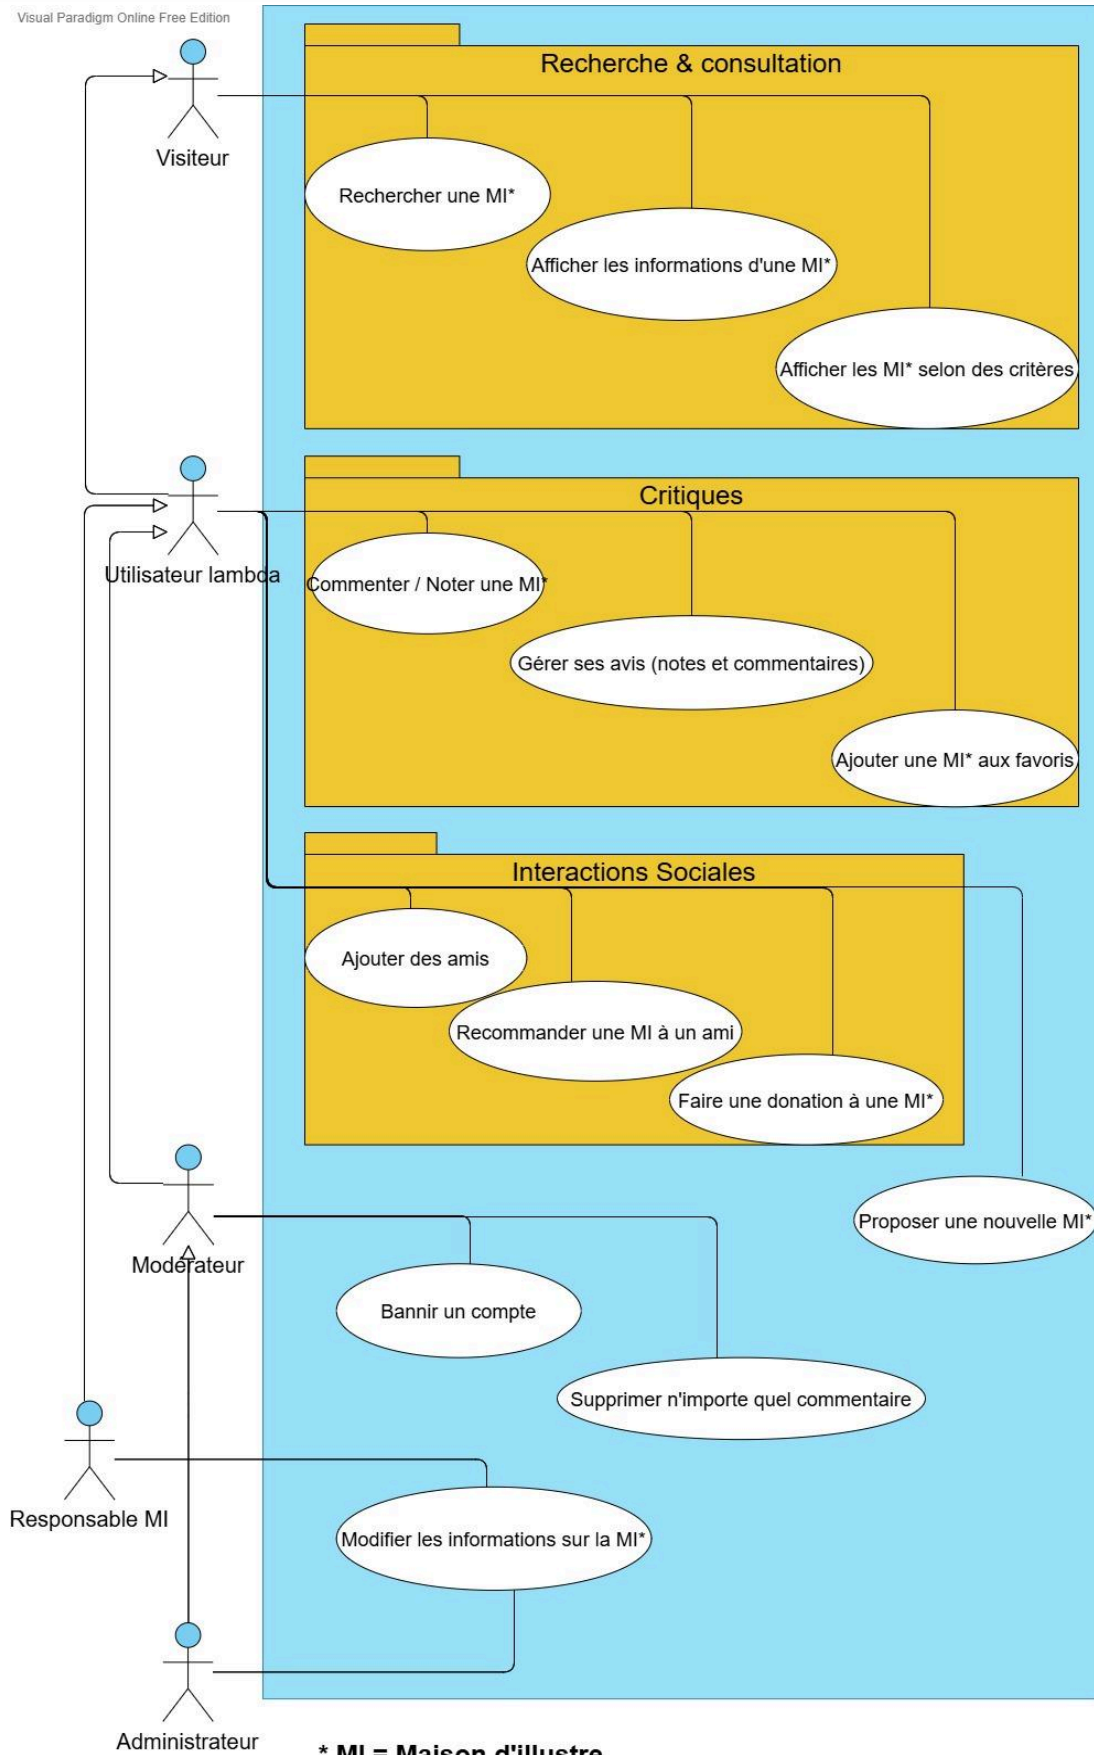 Visual Paradigm Online Free Edition
Recherche & consultation
Visiteur
Rechercher une MI*
Afficher les informations d'une MI*
Afficher les MI* selon des critères
Critiques
Utilisateur lambda
Commenter / Noter une MI*
Gérer ses avis (notes et commentaires)
Ajouter une MI* aux favoris
Interactions Sociales
Ajouter des amis
Recommander une MI à un ami
Faire une donation à une MI*
Proposer une nouvelle MI*
Modérateur
Bannir un compte
Supprimer n'importe quel commentaire
Responsable MI
Modifier les informations sur la MI*
Administrateur
* MI = Maison d'illustre